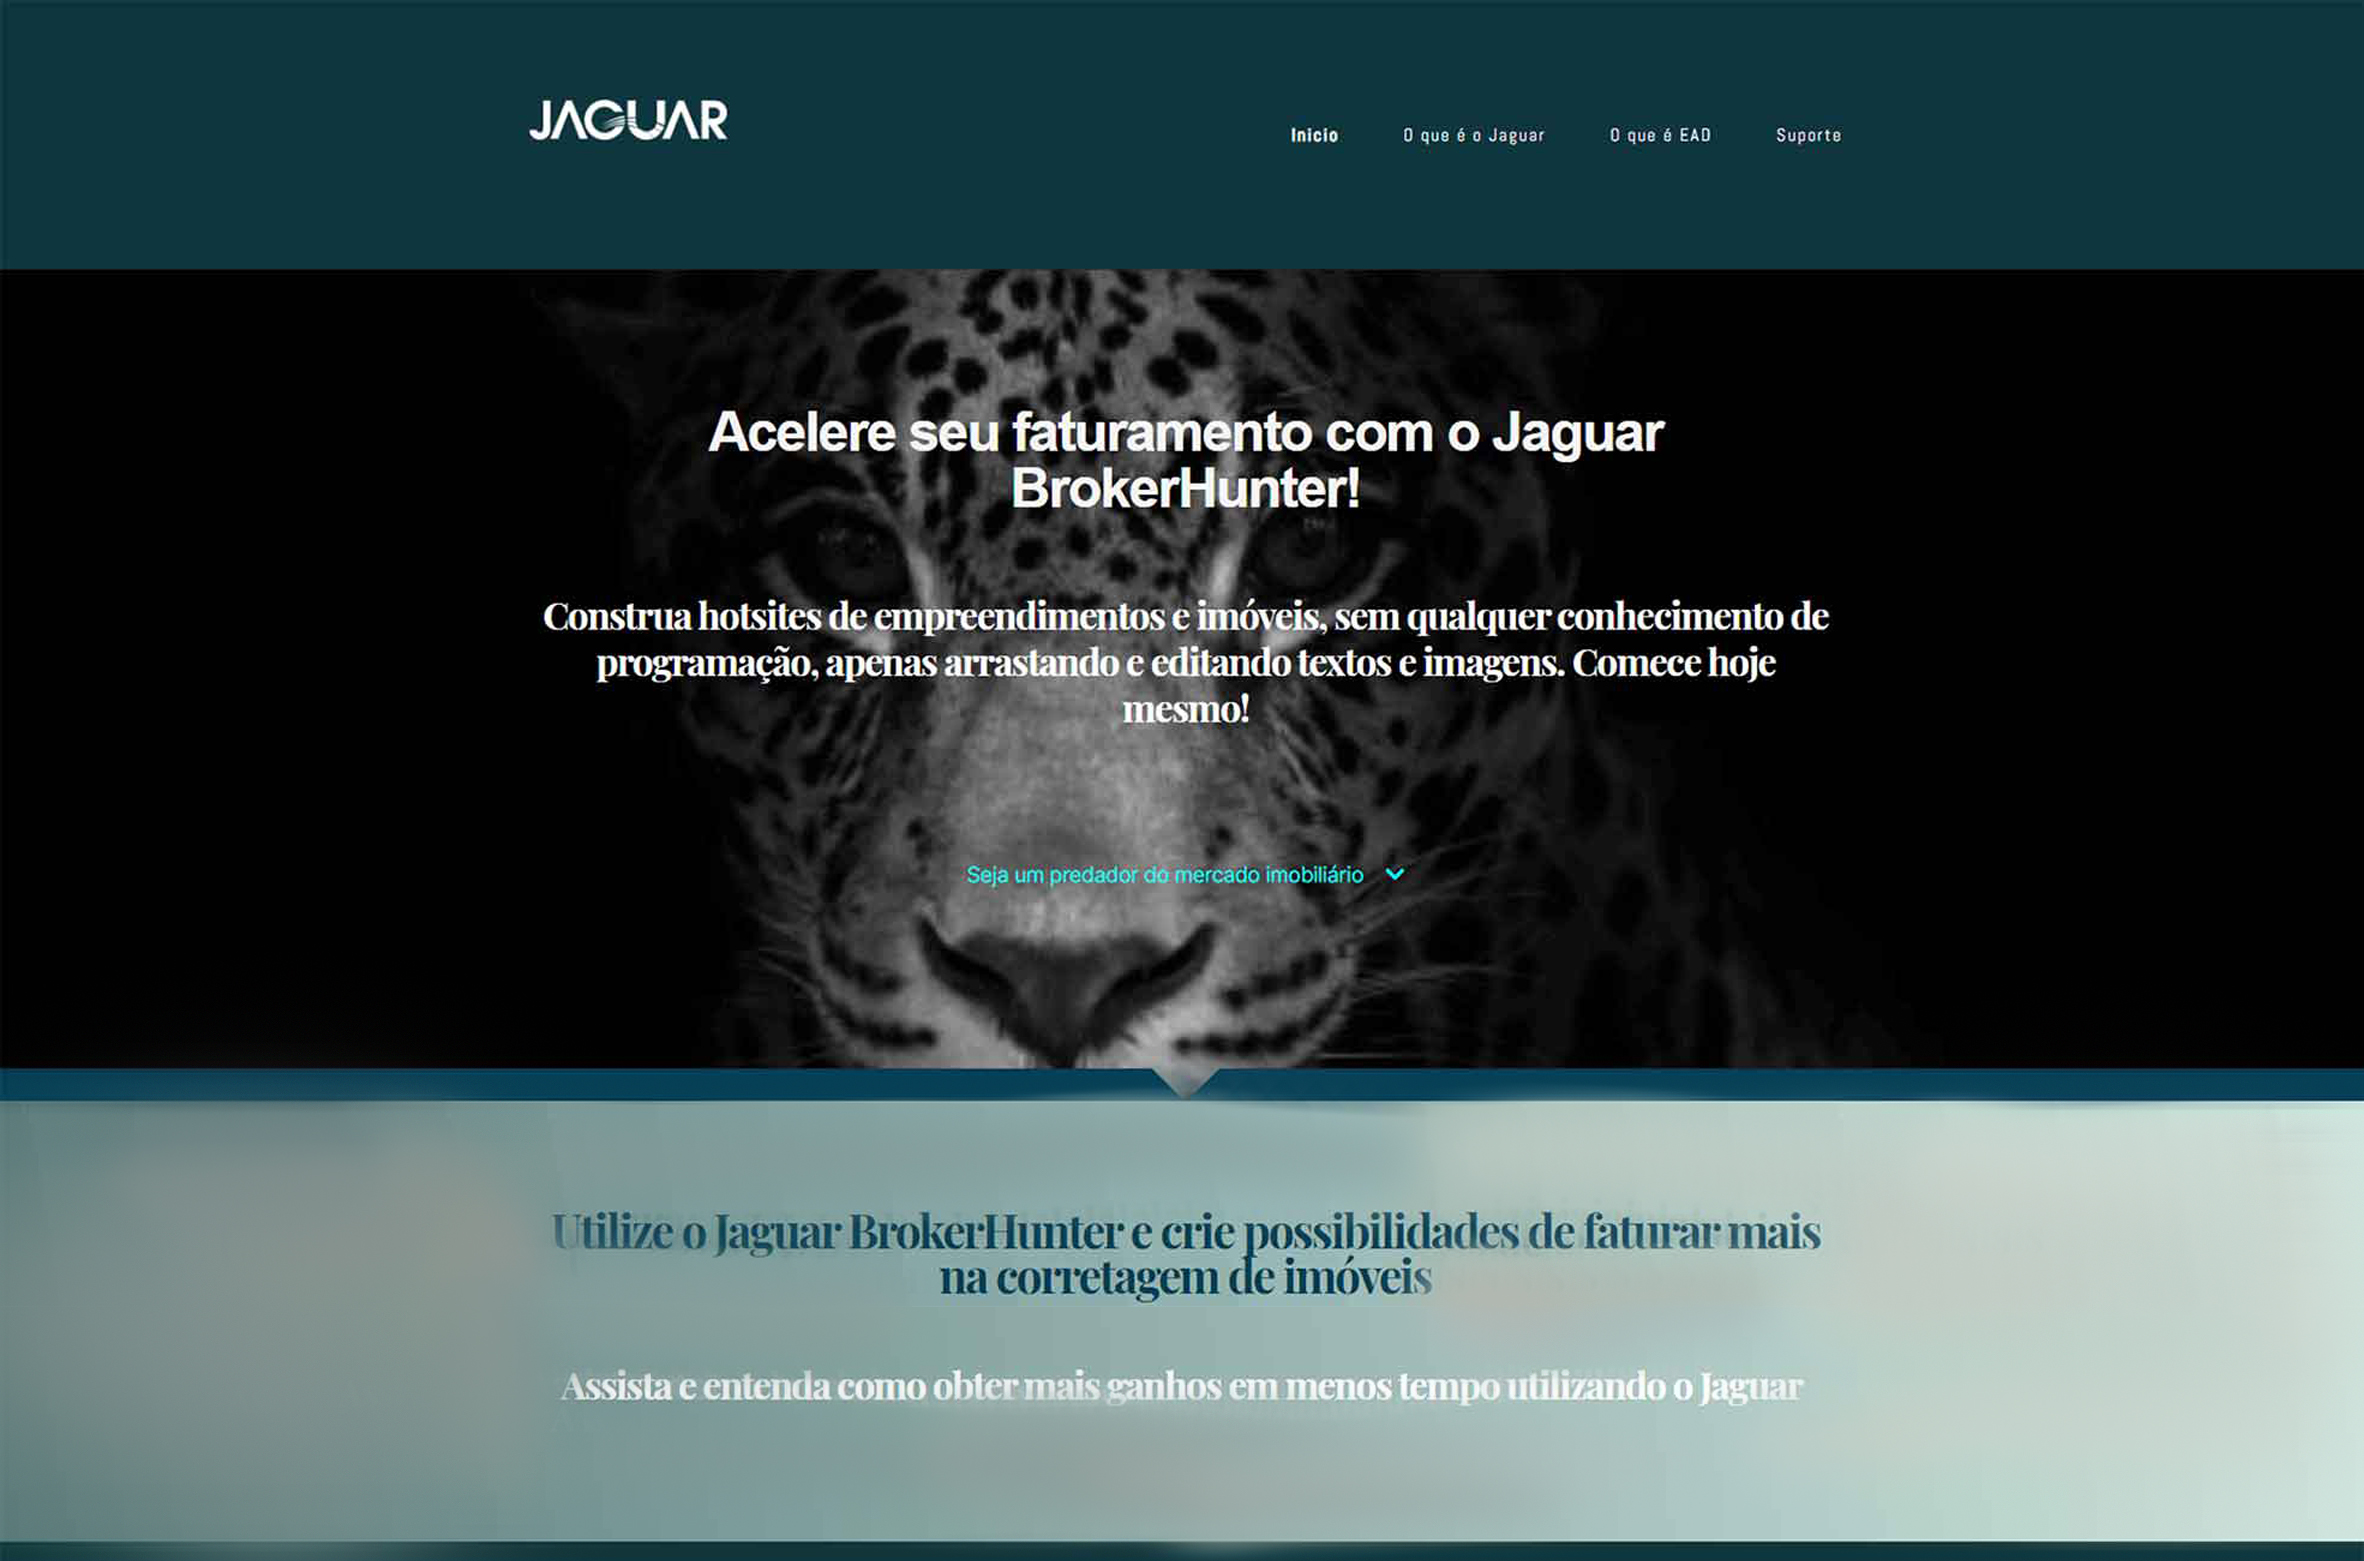 JAGUAR
Inicio
O que é o Jaguar
O que é EAD
Suporte
Acelere seu faturamento com o Jaguar
BrokerHunter!
Construa hotsites de empreendimentos e imóveis, sem qualquer conhecimento de
programação, apenas arrastando e editando textos e imagens. Comece hoje
mesmo!
Seja um predador do mercado imobiliário
Utilize o Jaguar BrokerHunter e crie possibilidades de faturar mais
na corretagem de imóveis
Assista e entenda como obter mais ganhos em menos tempo utilizando o Jaguar